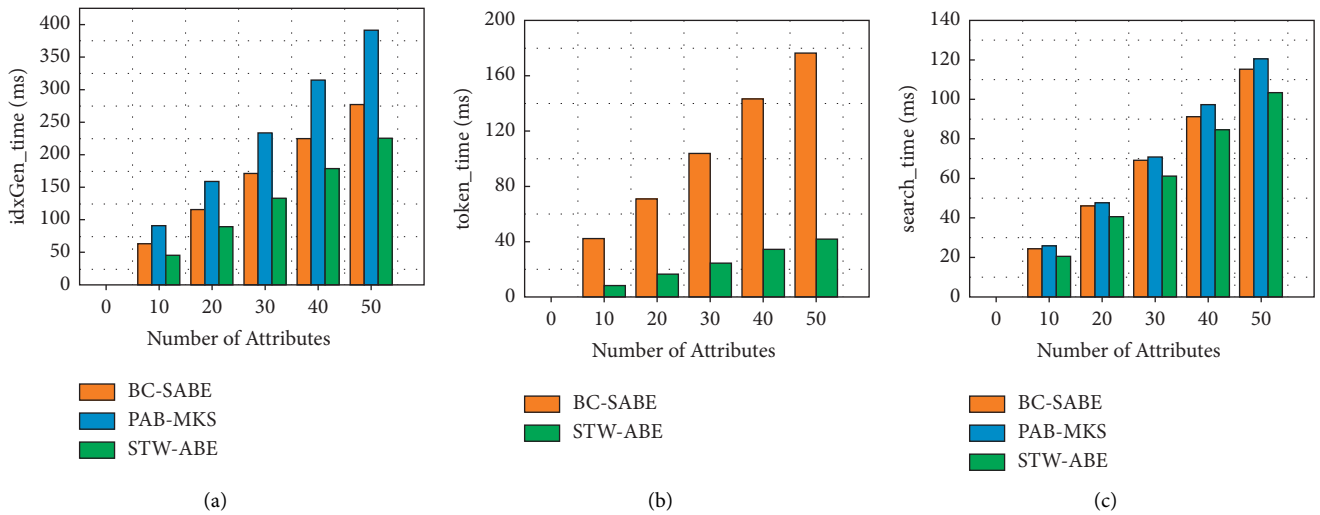 400
350
300
250
200
150
100
50
0
idxGen_time (ms)
0 10 20 30 40 50
Number of Attributes
BC-SABE
PAB-MKS
STW-ABE
(a)
200
160
120
80
40
0
token_time (ms)
0 10 20 30 40 50
Number of Attributes
BC-SABE
STW-ABE
(b)
140
120
100
80
60
40
20
0
search_time (ms)
0 10 20 30 40 50
Number of Attributes
BC-SABE
PAB-MKS
STW-ABE
(c)